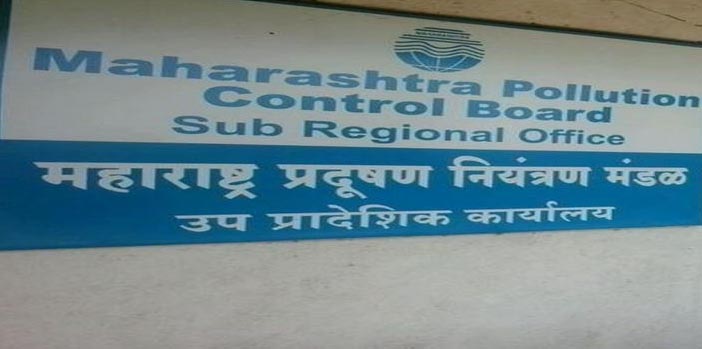 Maharashtra Pollution
Control Board
Sub Regional Office
महाराष्ट्र प्रदूषण नियंत्रण मंडळ
उप प्रादेशिक कार्यालय